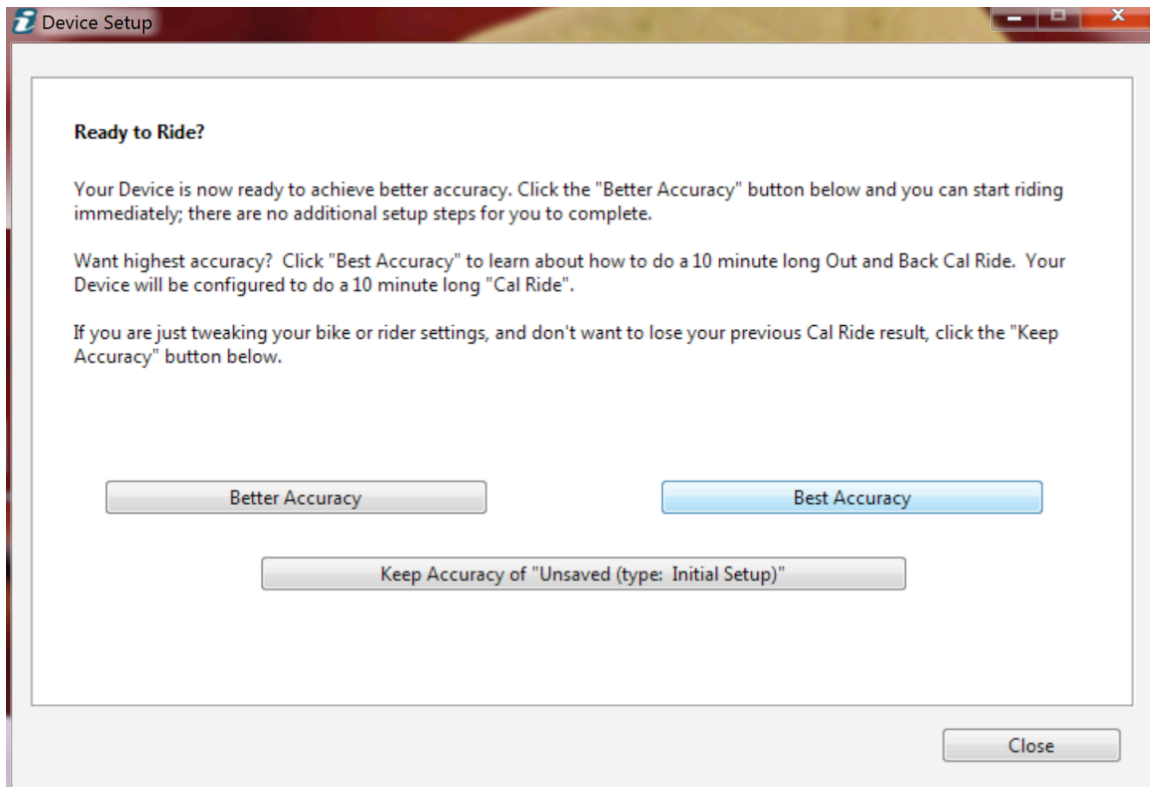 Device Setup
Ready to Ride?
Your Device is now ready to achieve better accuracy. Click the "Better Accuracy" button below and you can start riding
immediately; there are no additional setup steps for you to complete.
Want highest accuracy?  Click "Best Accuracy" to learn about how to do a 10 minute long Out and Back Cal Ride.  Your
Device will be configured to do a 10 minute long "Cal Ride".
If you are just tweaking your bike or rider settings, and don't want to lose your previous Cal Ride result, click the "Keep
Accuracy" button below.
Better Accuracy
Best Accuracy
Keep Accuracy of "Unsaved (type:  Initial Setup)"
Close